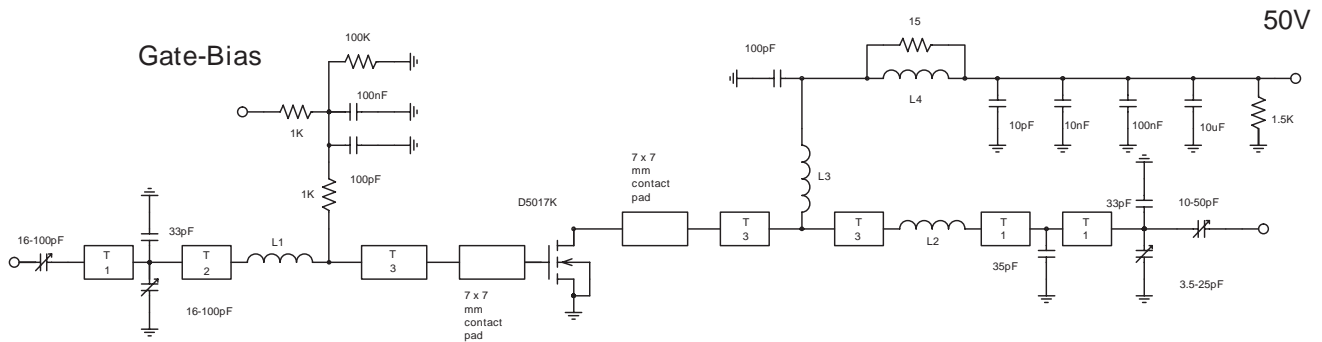 50V
Gate-Bias
100K
100nF
1K
100pF
1K
15
100pF
L4
10pF
10nF
100nF
10uF
1.5K
L3
7 x 7
mm
contact
pad
D5017K
16-100pF
33pF
T
1
T
2
L1
T
3
16-100pF
7 x 7
mm
contact
pad
T
3
T
3
L2
T
1
T
1
35pF
33pF
10-50pF
3.5-25pF